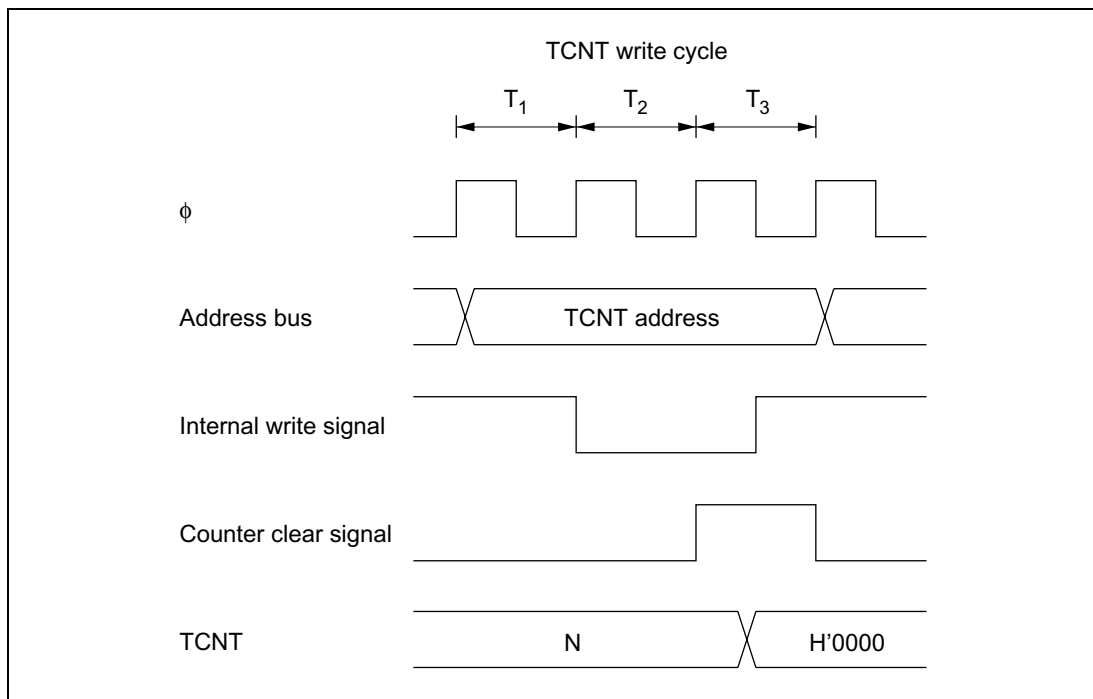 TCNT write cycle
T1 T2 T3
ϕ
Address bus TCNT address
Internal write signal
Counter clear signal
TCNT N H'0000